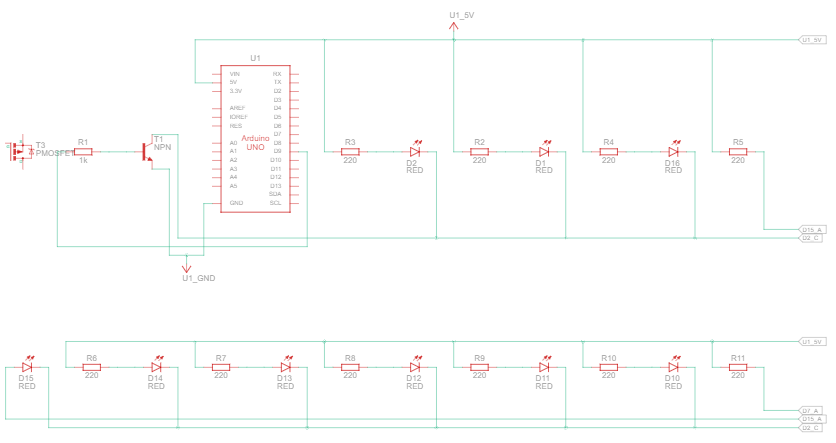 U1_5V
U1_5V
U1
VIN
5V
3.3V
AREF
IOREF
RES
A0
A1
A2
A3
A4
A5
GND
Arduino
UNO
RX
TX
D2
D3
D4
D5
D6
D7
D8
D9
D10
D11
D12
D13
SDA
SCL
T3
PMOSFET
R1
1k
T1
NPN
R3
220
D2
RED
R2
220
D1
RED
R4
220
D16
RED
R5
220
D15_A
D2_C
U1_GND
U1_5V
D15
RED
R6
220
D14
RED
R7
220
D13
RED
R8
220
D12
RED
R9
220
D11
RED
R10
220
D10
RED
R11
220
D7_A
D15_A
D2_C